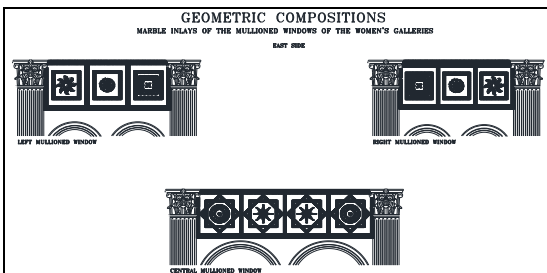 GEOMETRIC COMPOSITIONS
MARBLE INLAYS OF THE MULLIONED WINDOWS OF THE WOMEN'S GALLERIES
EAST SIDE
LEFT MULLIONED WINDOW
RIGHT MULLIONED WINDOW
CENTRAL MULLIONED WINDOW